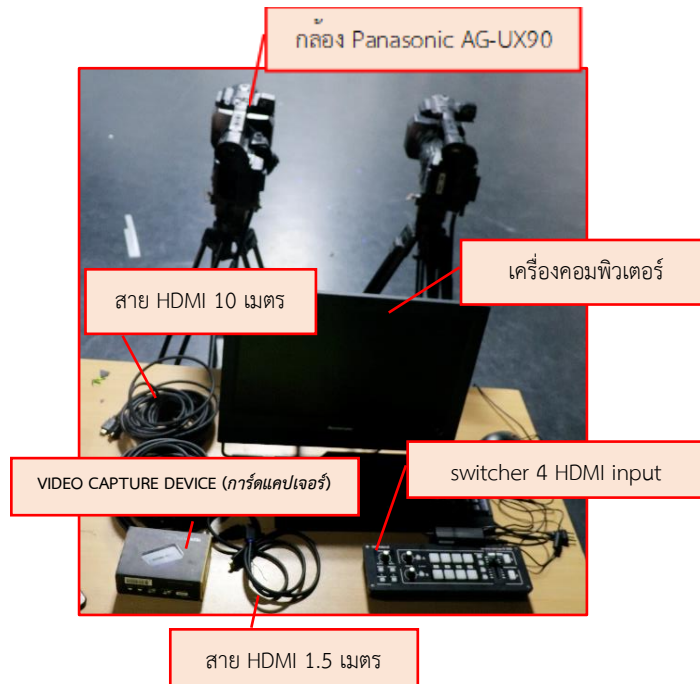 กล้อง Panasonic AG-UX90
เครื่องคอมพิวเตอร์
สาย HDMI 10 เมตร
switcher 4 HDMI input
VIDEO CAPTURE DEVICE (การ์ดแคปเจอร์)
สาย HDMI 1.5 เมตร